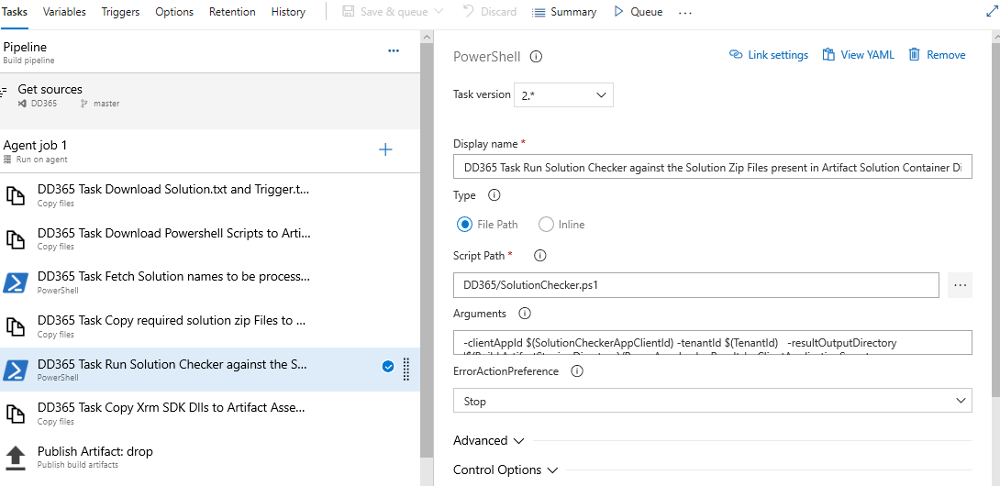 Tasks Variables Triggers Options Retention History Save & queue Discard Summary Queue ...
Pipeline
Build pipeline
Get sources
DD365 master
Agent job 1
Run on agent
DD365 Task Download Solution.txt and Trigger.t...
Copy files
DD365 Task Download Powershell Scripts to Arti...
Copy files
DD365 Task Fetch Solution names to be process...
PowerShell
DD365 Task Copy required solution zip Files to ...
Copy files
DD365 Task Run Solution Checker against the S...
PowerShell
DD365 Task Copy Xrm SDK Dlls to Artifact Asse...
Copy files
Publish Artifact: drop
Publish build artifacts
PowerShell Link settings View YAML Remove
Task version 2.*
Display name *
DD365 Task Run Solution Checker against the Solution Zip Files present in Artifact Solution Container Di
Type
File Path Inline
Script Path *
DD365/SolutionChecker.ps1 ...
Arguments
-clientAppId $(SolutionCheckerAppClientId) -tenantId $(TenantId) -resultOutputDirectory
ErrorActionPreference
Stop
Advanced
Control Options